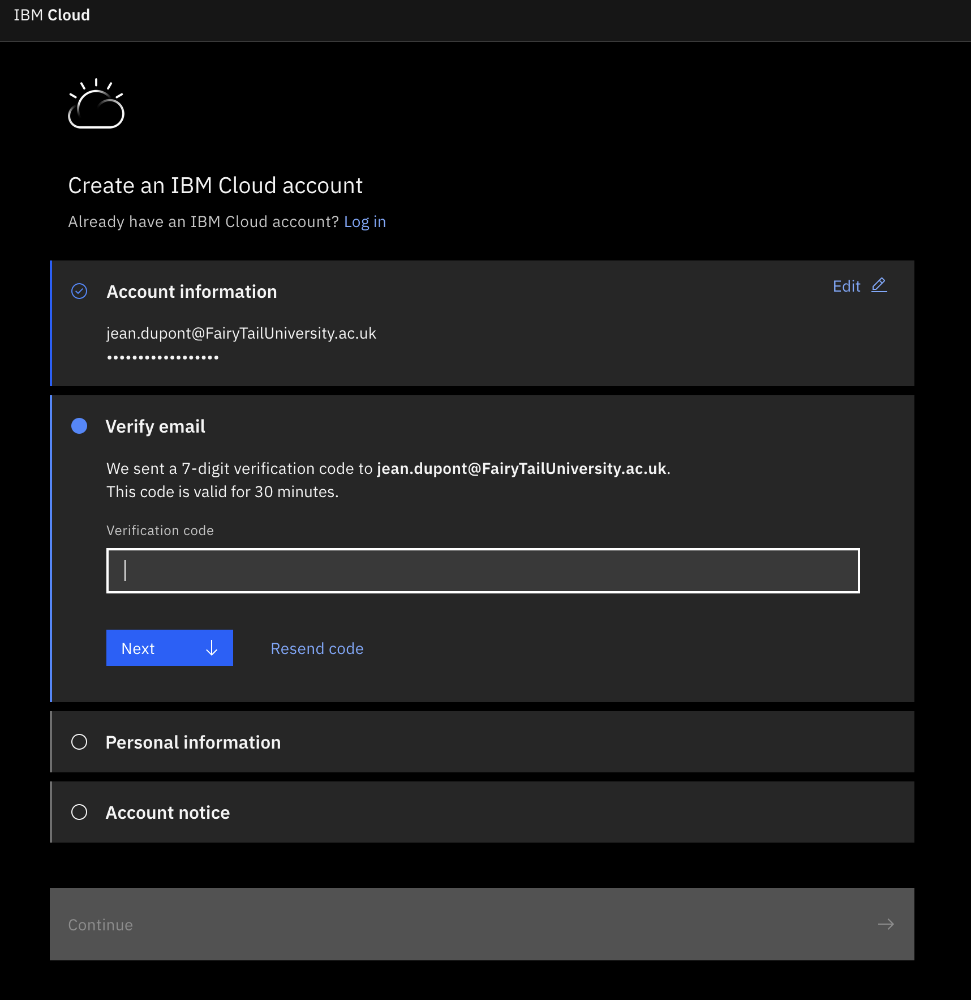 IBM Cloud
Create an IBM Cloud account
Already have an IBM Cloud account? Log in
Account information
Edit
jean.dupont@FairyTailUniversity.ac.uk
••••••••••••••••••
Verify email
We sent a 7-digit verification code to jean.dupont@FairyTailUniversity.ac.uk.
This code is valid for 30 minutes.
Verification code
Next
Resend code
Personal information
Account notice
Continue